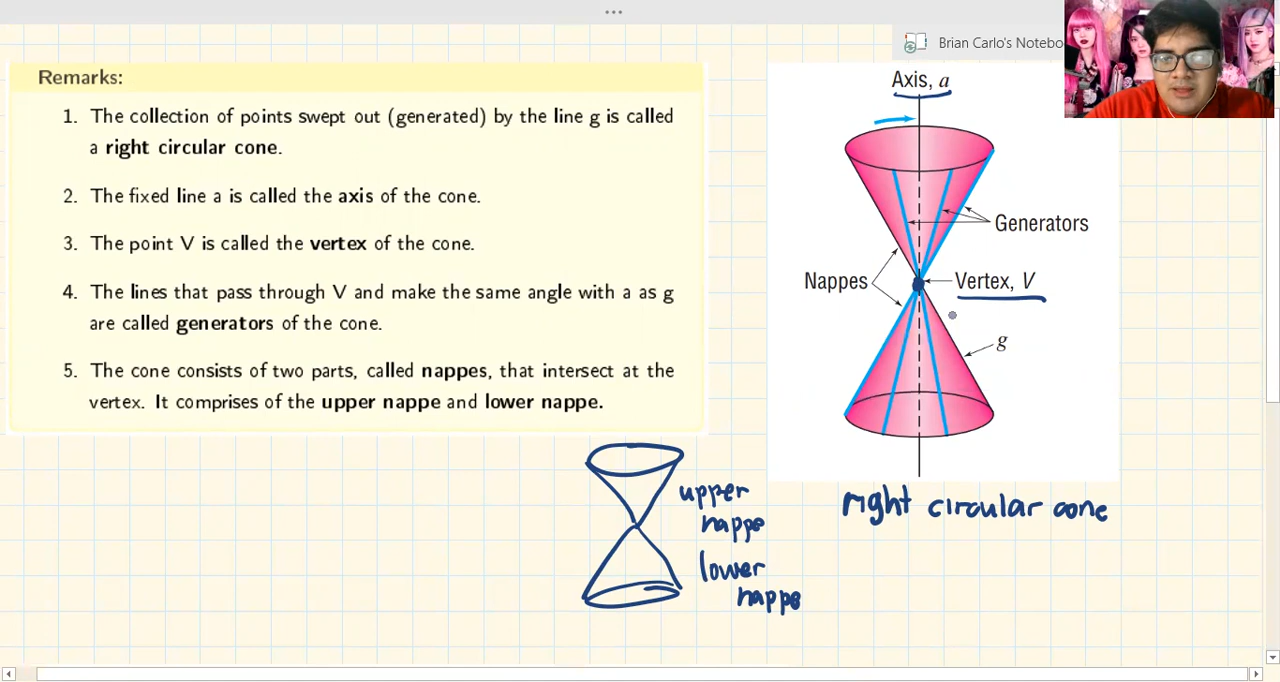 Brian Carlo's Notebo
Remarks:
1. The collection of points swept out (generated) by the line g is called
a right circular cone.
2. The fixed line a is called the axis of the cone.
3. The point V is called the vertex of the cone.
4. The lines that pass through V and make the same angle with a as g
are called generators of the cone.
5. The cone consists of two parts, called nappes, that intersect at the
vertex. It comprises of the upper nappe and lower nappe.
Axis, a
Generators
Nappes
Vertex, V
g
upper
nappe
lower
nappe
right circular cone